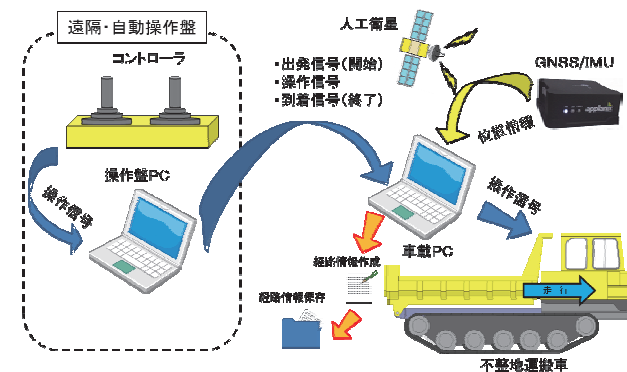 遠隔・自動操作盤
コントローラ
操作盤PC
操作信号
人工衛星
・出発信号(開始)
・操作信号
・到着信号(終了)
GNSS/IMU
applanix
位置情報
車載PC
操作信号
経路情報作成
経路情報保存
走行
不整地運搬車